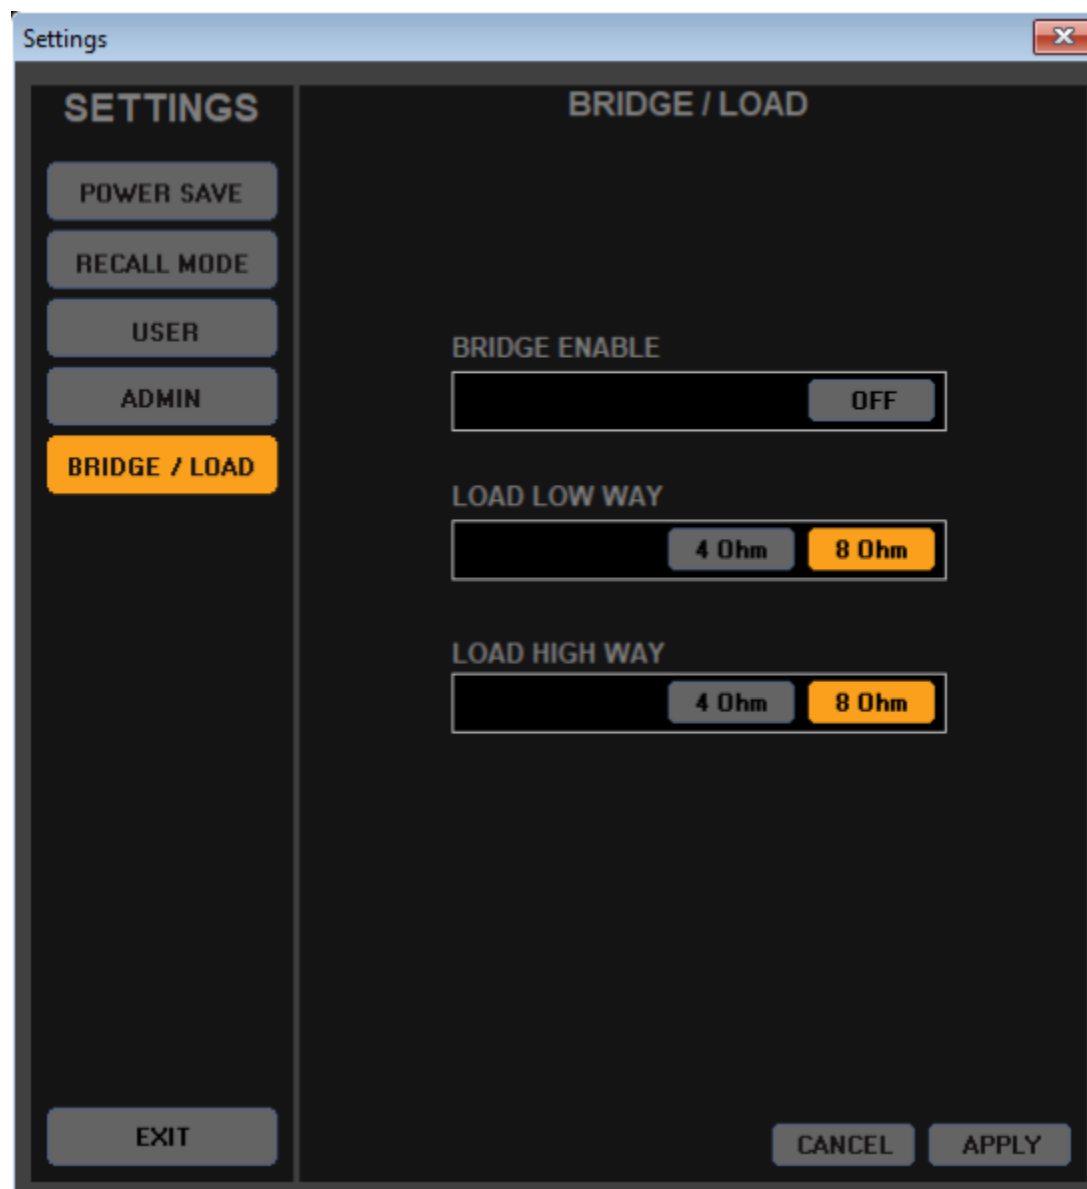 Settings
SETTINGS
POWER SAVE
RECALL MODE
USER
ADMIN
BRIDGE / LOAD
EXIT
BRIDGE / LOAD
BRIDGE ENABLE
OFF
LOAD LOW WAY
4 Ohm 8 Ohm
LOAD HIGH WAY
4 Ohm 8 Ohm
CANCEL APPLY